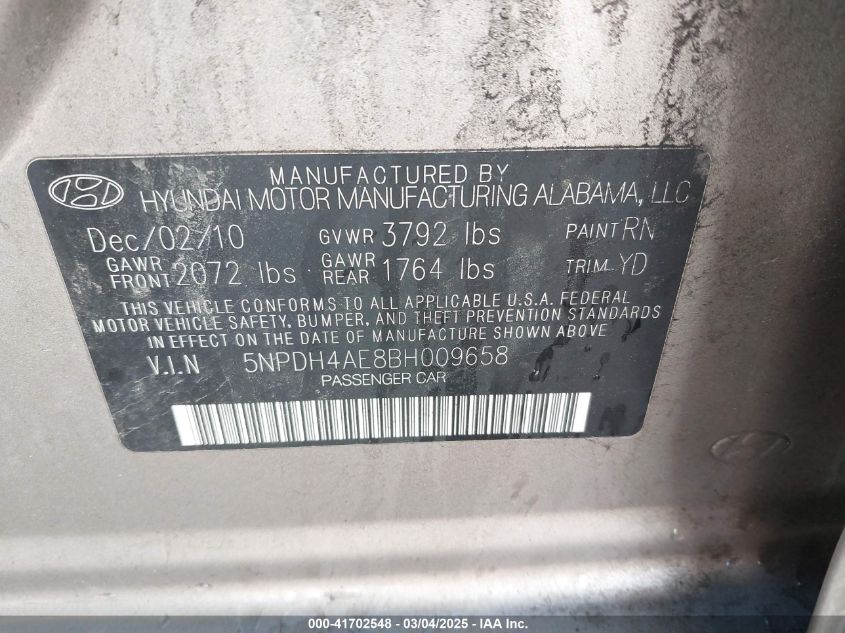 MANUFACTURED BY
HYUNDAI MOTOR MANUFACTURING ALABAMA, LLC
Dec/02/10 GVWR 3792 lbs PAINT RN
GAWR FRONT 2072 lbs GAWR REAR 1764 lbs TRIM YD
THIS VEHICLE CONFORMS TO ALL APPLICABLE U.S.A. FEDERAL
MOTOR VEHICLE SAFETY, BUMPER, AND THEFT PREVENTION STANDARDS
IN EFFECT ON THE DATE OF MANUFACTURE SHOWN ABOVE
V.I.N 5NPDH4AE8BH009658
PASSENGER CAR
000-41702548 - 03/04/2025 - IAA Inc.